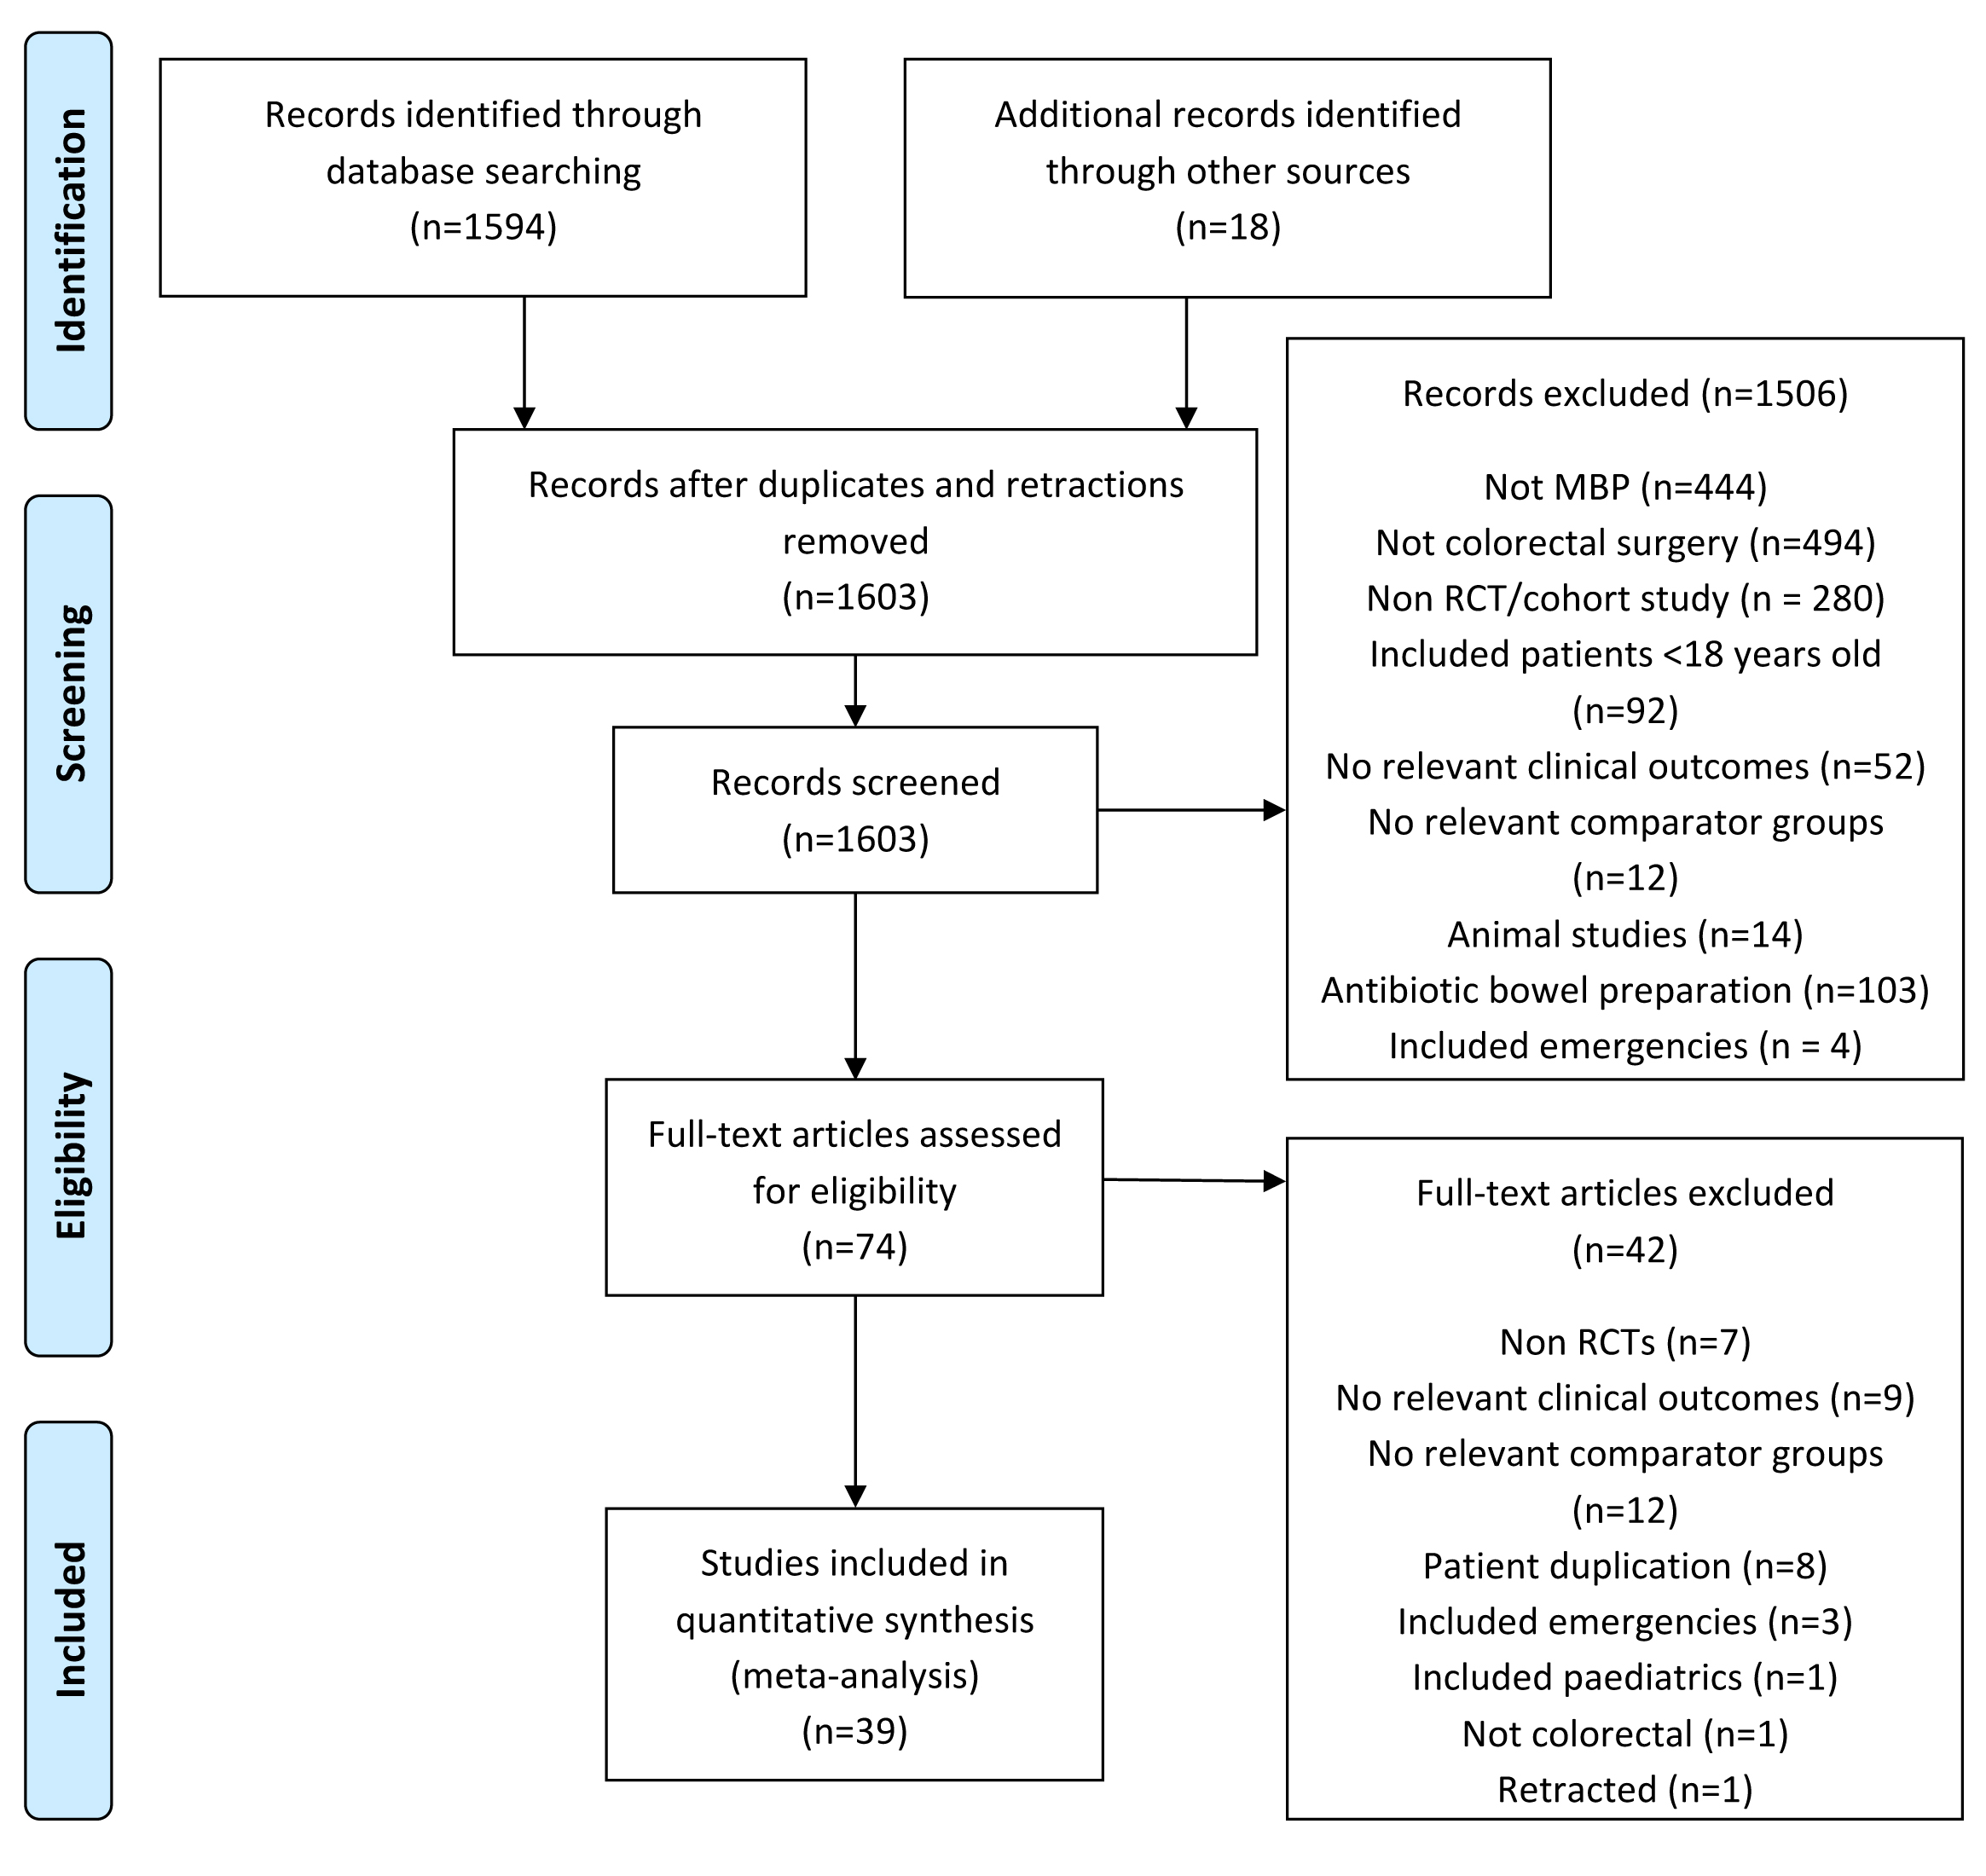 Identification
Records identified through
database searching
(n=1594)
Additional records identified
through other sources
(n=18)
Records after duplicates and retractions
removed
(n=1603)
Screening
Records screened
(n=1603)
Records excluded (n=1506)
Not MBP (n=444)
Not colorectal surgery (n=494)
Non RCT/cohort study (n = 280)
Included patients <18 years old
(n=92)
No relevant clinical outcomes (n=52)
No relevant comparator groups
(n=12)
Animal studies (n=14)
Antibiotic bowel preparation (n=103)
Included emergencies (n = 4)
Eligibility
Full-text articles assessed
for eligibility
(n=74)
Full-text articles excluded
(n=42)
Non RCTs (n=7)
No relevant clinical outcomes (n=9)
No relevant comparator groups
(n=12)
Patient duplication (n=8)
Included emergencies (n=3)
Included paediatrics (n=1)
Not colorectal (n=1)
Retracted (n=1)
Included
Studies included in
quantitative synthesis
(meta-analysis)
(n=39)